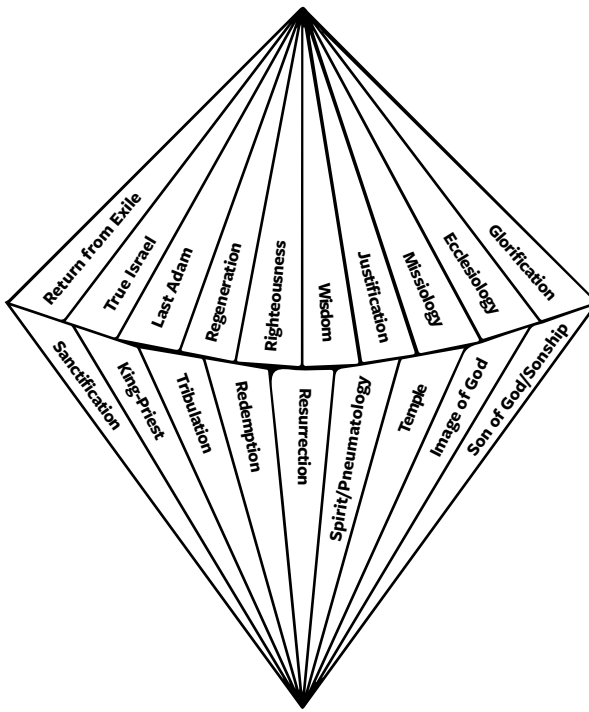 Return from Exile
True Israel
Last Adam
Regeneration
Righteousness
Wisdom
Justification
Missiology
Ecclesiology
Glorification
Sanctification
King-Priest
Tribulation
Redemption
Resurrection
Spirit/Pneumatology
Temple
Image of God
Son of God/Sonship